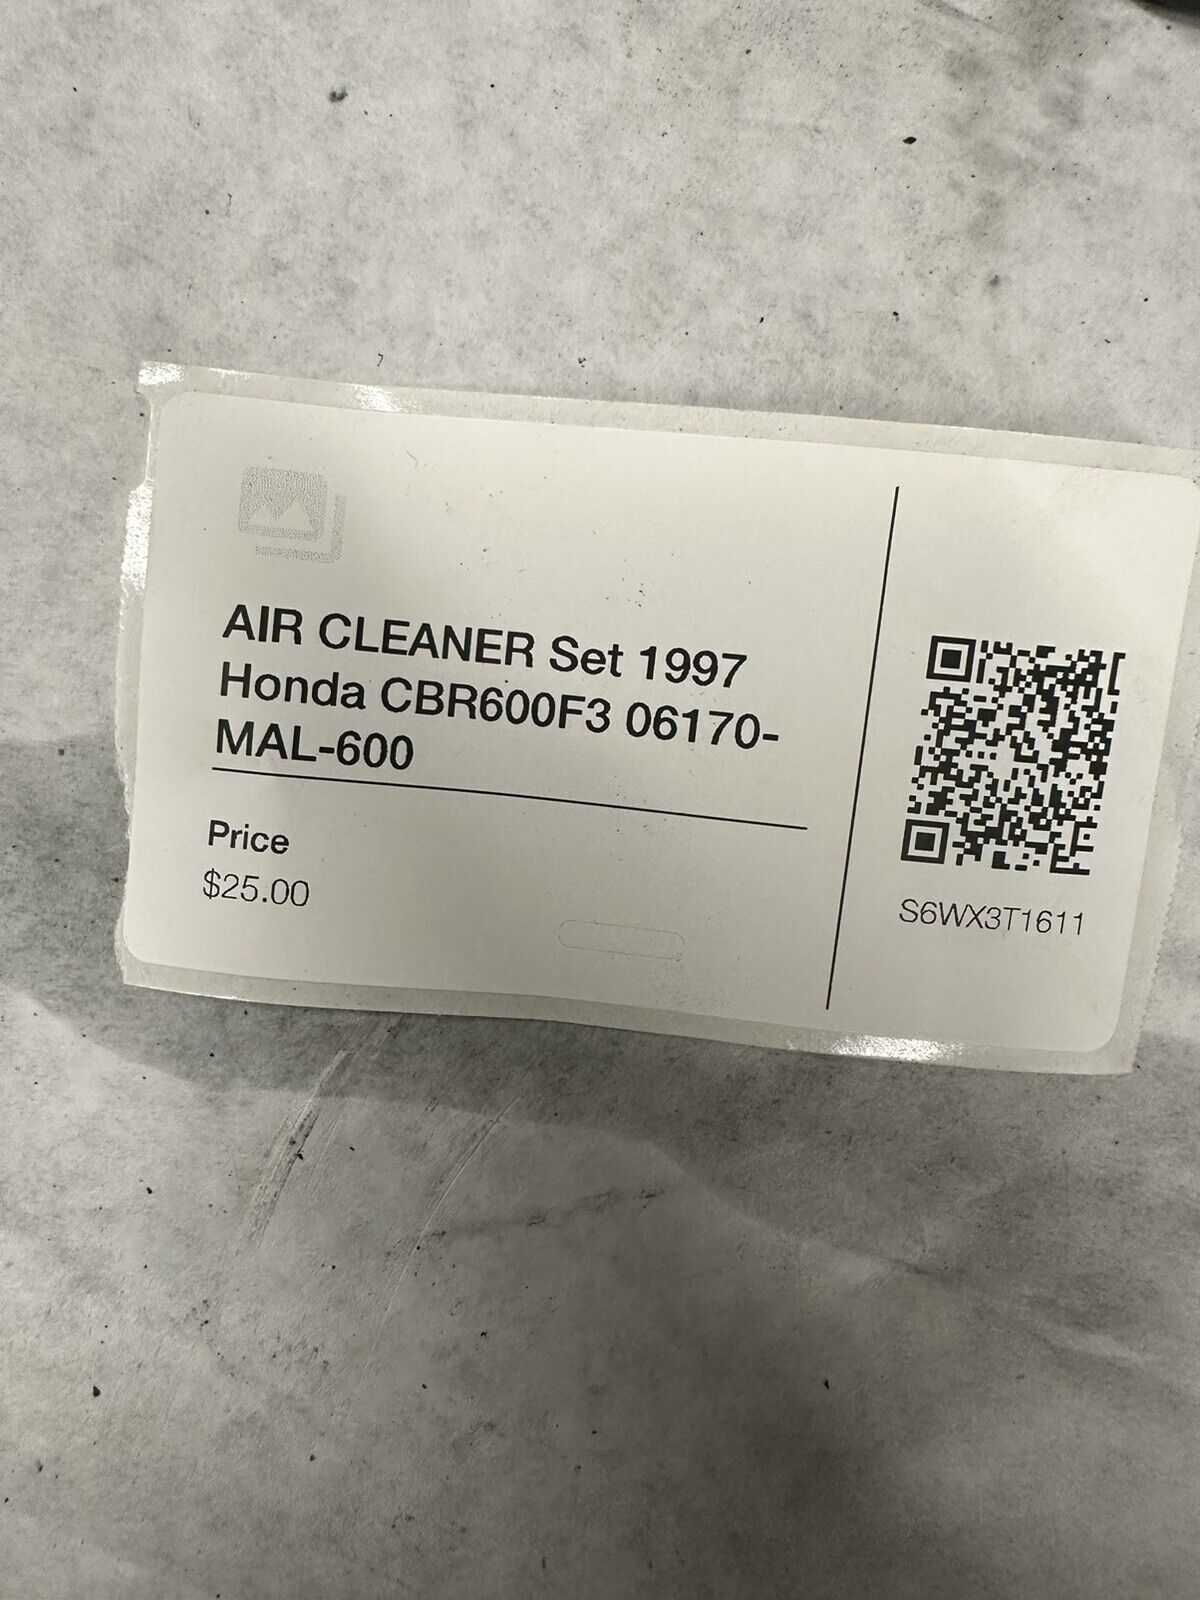 AIR CLEANER Set 1997
Honda CBR600F3 06170-
MAL-600
Price
$25.00
S6WX3T1611